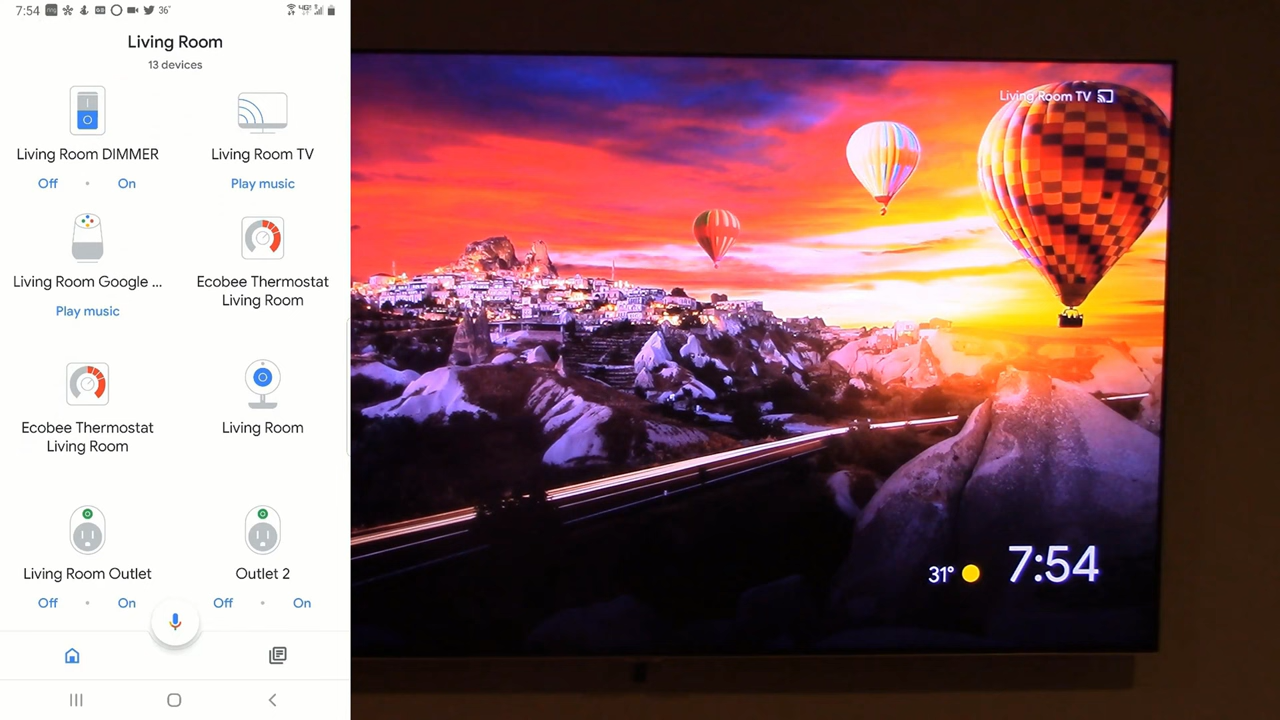 7:54 36°
Living Room
13 devices
Living Room DIMMER
Off • On
Living Room TV
Play music
Living Room Google ...
Play music
Ecobee Thermostat
Living Room
Ecobee Thermostat
Living Room
Living Room
Living Room Outlet
Off • On
Outlet 2
Off • On
Living Room TV
31° 7:54